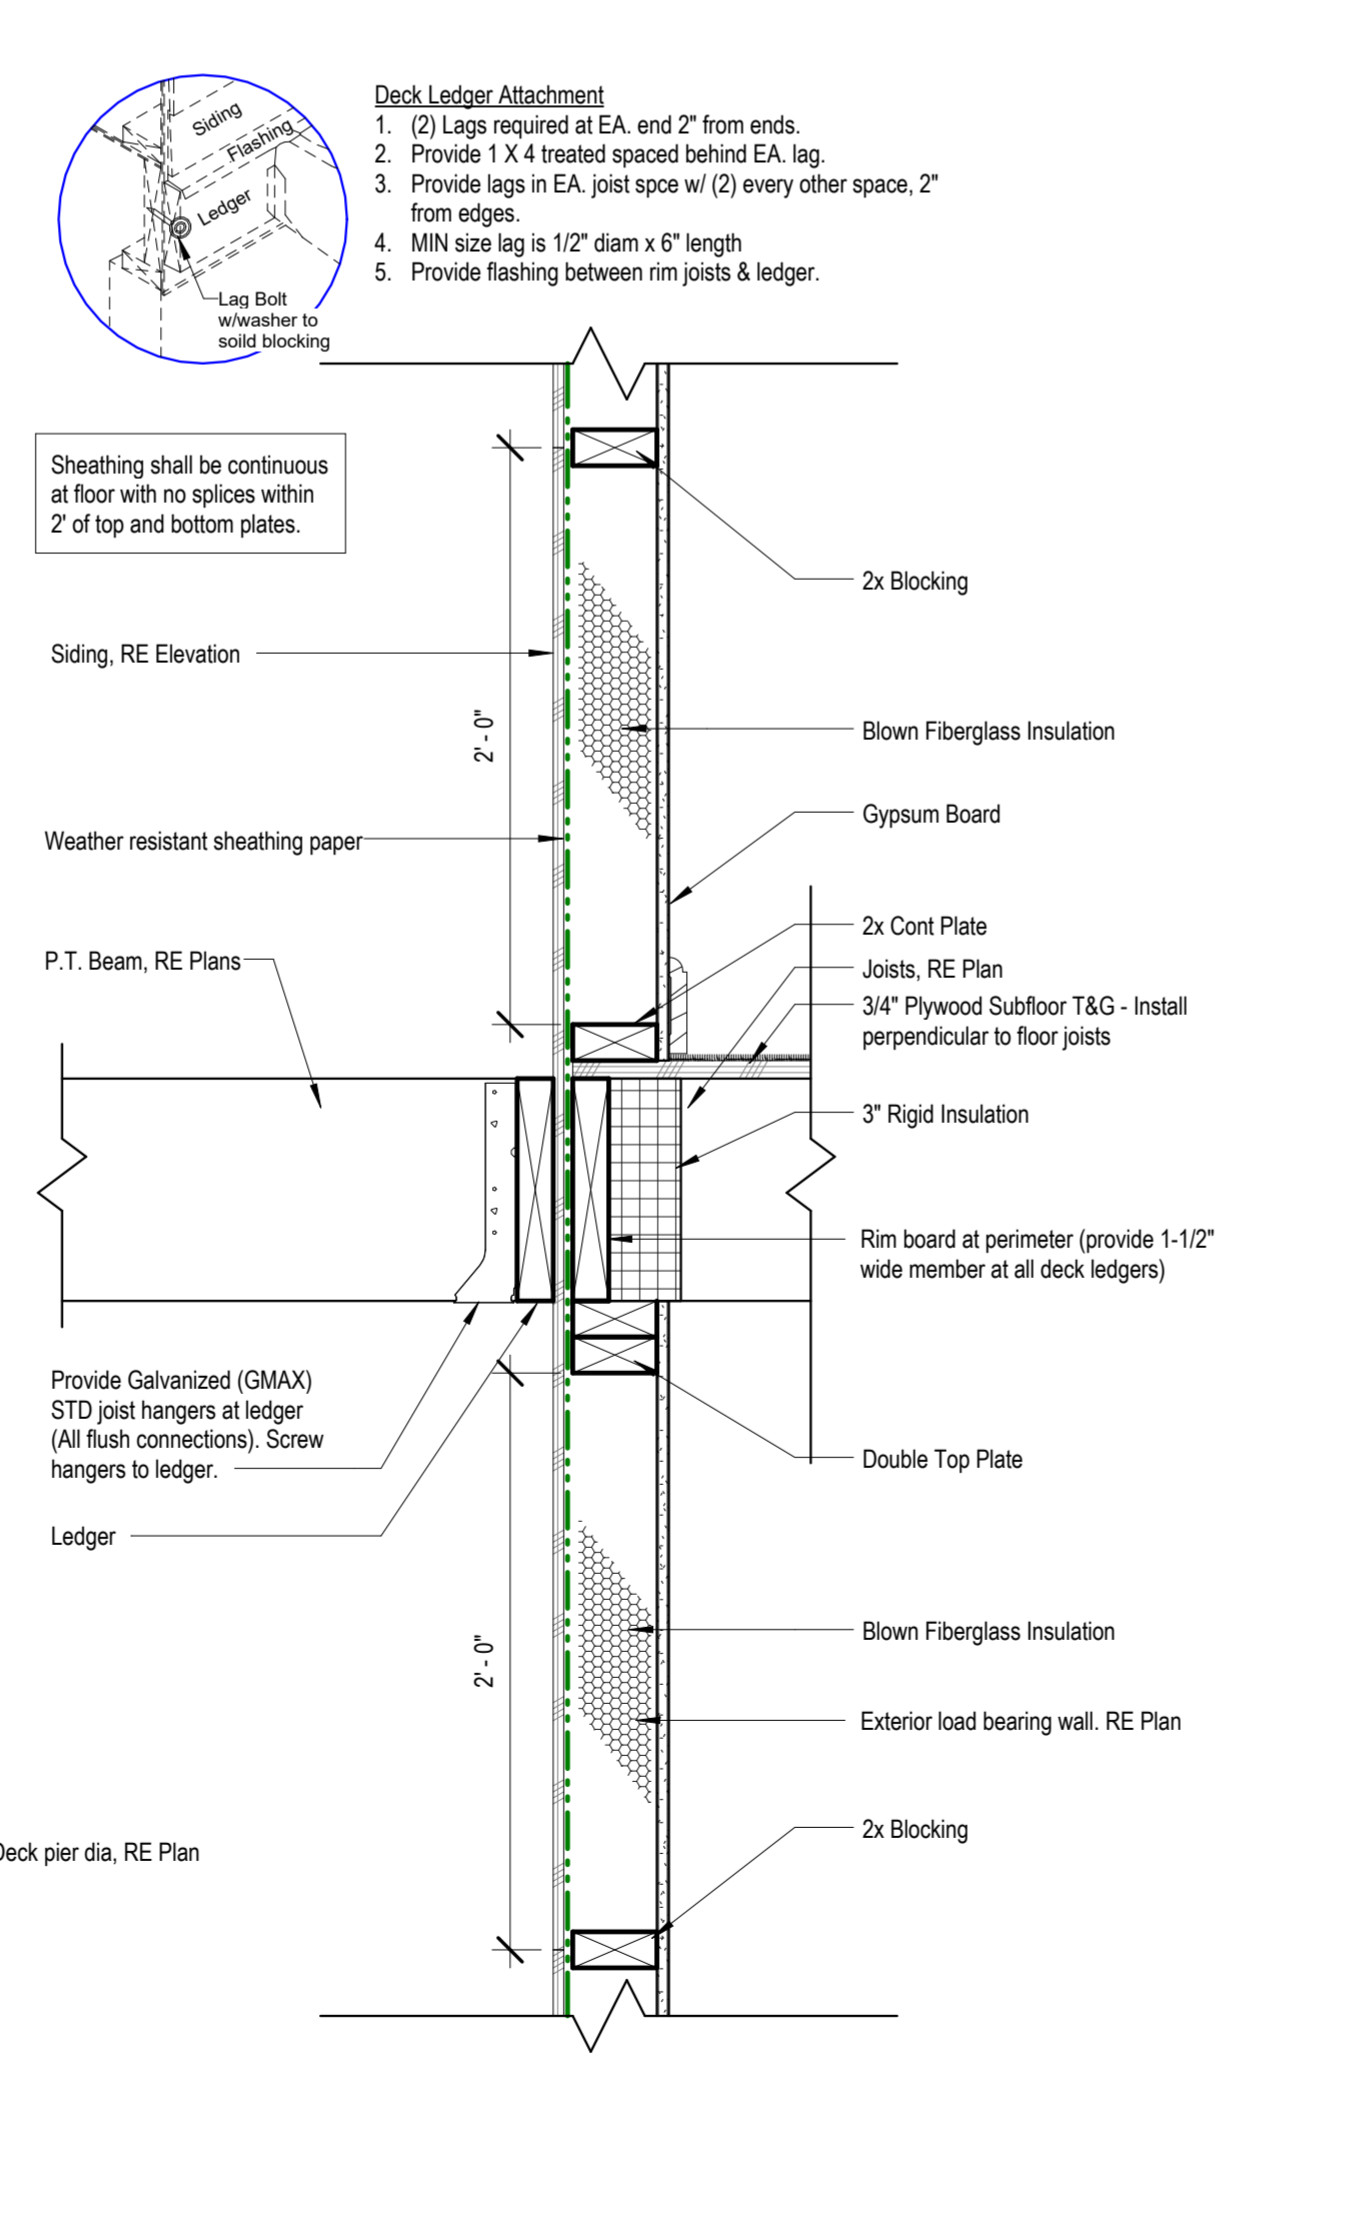 Siding
Flashing
Ledger
Lag Bolt
w/washer to
soild blocking
Deck Ledger Attachment
1. (2) Lags required at EA. end 2" from ends.
2. Provide 1 X 4 treated spaced behind EA. lag.
3. Provide lags in EA. joist spce w/ (2) every other space, 2"
from edges.
4. MIN size lag is 1/2" diam x 6" length
5. Provide flashing between rim joists & ledger.
Sheathing shall be continuous
at floor with no splices within
2' of top and bottom plates.
2x Blocking
Siding, RE Elevation
2' - 0"
Blown Fiberglass Insulation
Gypsum Board
Weather resistant sheathing paper
2x Cont Plate
P.T. Beam, RE Plans
Joists, RE Plan
3/4" Plywood Subfloor T&G - Install
perpendicular to floor joists
3" Rigid Insulation
Rim board at perimeter (provide 1-1/2"
wide member at all deck ledgers)
Provide Galvanized (GMAX)
STD joist hangers at ledger
(All flush connections). Screw
hangers to ledger.
Double Top Plate
Ledger
2' - 0"
Blown Fiberglass Insulation
Exterior load bearing wall. RE Plan
2x Blocking
Deck pier dia, RE Plan